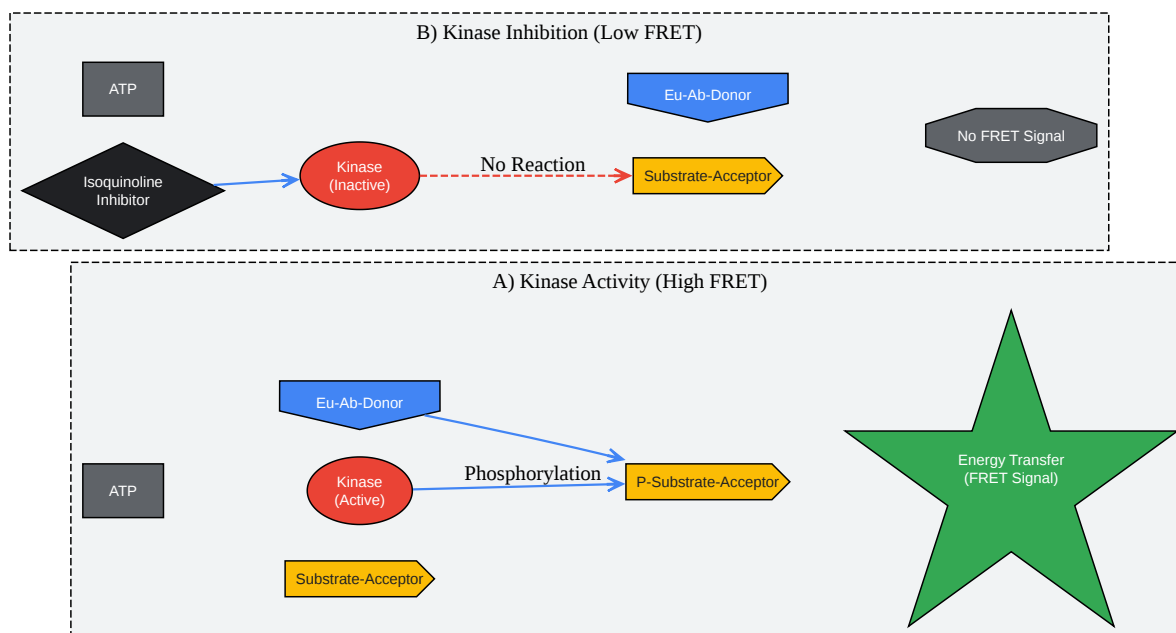 B) Kinase Inhibition (Low FRET)
ATP
Eu-Ab-Donor
No FRET Signal
Isoquinoline
Inhibitor
Kinase
(Inactive)
No Reaction
Substrate-Acceptor
A) Kinase Activity (High FRET)
Eu-Ab-Donor
Energy Transfer
(FRET Signal)
ATP
Kinase
(Active)
Phosphorylation
P-Substrate-Acceptor
Substrate-Acceptor